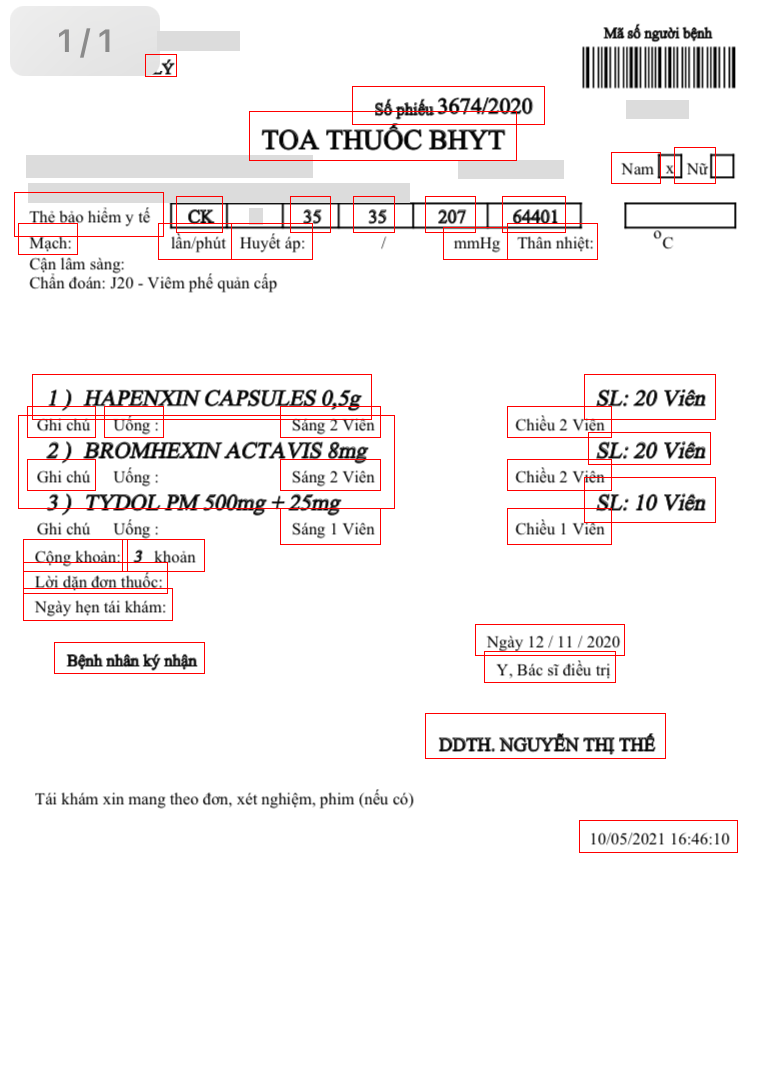 1/1
Mã số người bệnh
LÝ
Số phiếu 3674/2020
TOA THUỐC BHYT
Nam x Nữ
Thẻ bảo hiểm y tế CK 35 35 207 64401
Mạch: lần/phút Huyết áp: / mmHg Thân nhiệt: °C
Cận lâm sàng:
Chẩn đoán: J20 - Viêm phế quản cấp
1 ) HAPENXIN CAPSULES 0,5g SL: 20 Viên
Ghi chú Uống : Sáng 2 Viên Chiều 2 Viên
2 ) BROMHEXIN ACTAVIS 8mg SL: 20 Viên
Ghi chú Uống : Sáng 2 Viên Chiều 2 Viên
3 ) TYDOL PM 500mg + 25mg SL: 10 Viên
Ghi chú Uống : Sáng 1 Viên Chiều 1 Viên
Cộng khoản: 3 khoản
Lời dặn đơn thuốc:
Ngày hẹn tái khám:
Ngày 12 / 11 / 2020
Bệnh nhân ký nhận Y, Bác sĩ điều trị
DDTH. NGUYỄN THỊ THẾ
Tái khám xin mang theo đơn, xét nghiệm, phim (nếu có)
10/05/2021 16:46:10